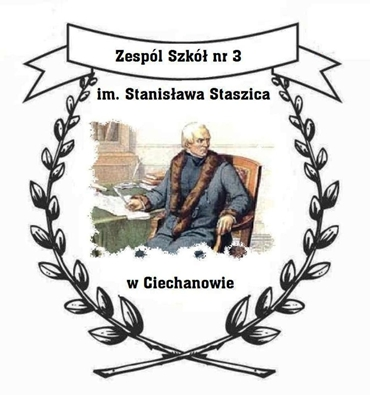 Zespól Szkół nr 3
im. Stanisława Staszica
w Ciechanowie